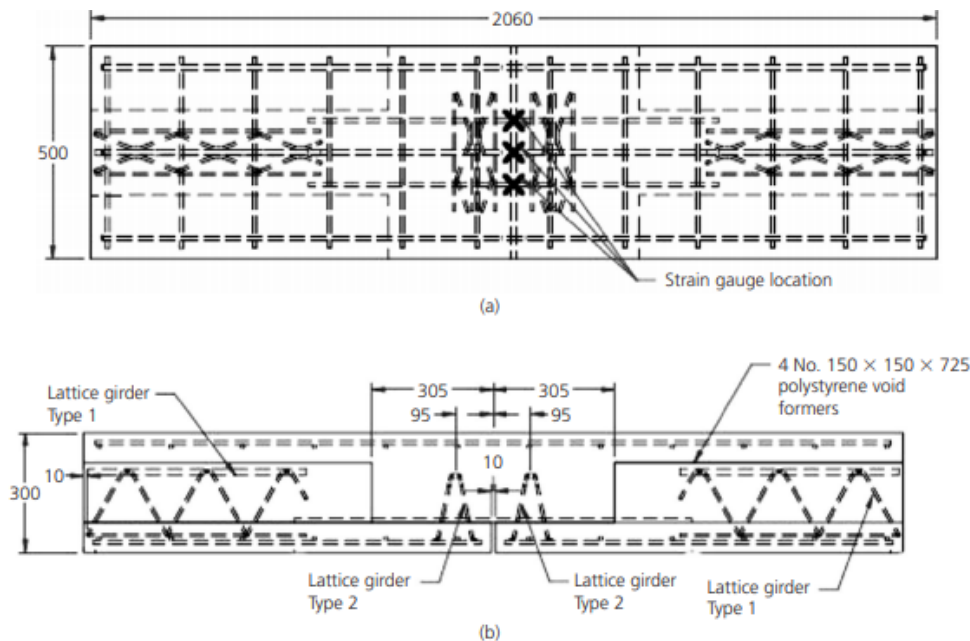 2060
500
Strain gauge location
(a)
4 No. 150 × 150 × 725
polystyrene void
formers
Lattice girder
Type 1
305
305
95
95
10
10
300
Lattice girder
Type 2
Lattice girder
Type 2
Lattice girder
Type 1
(b)